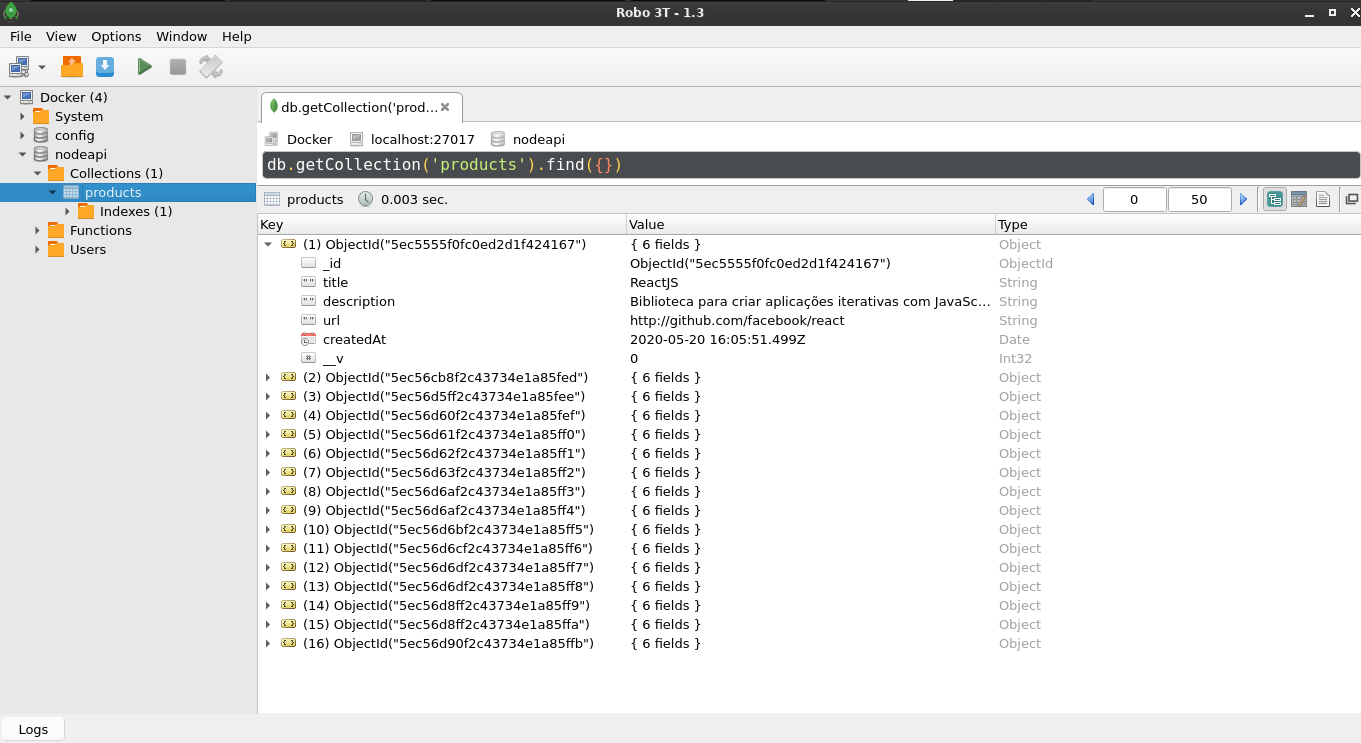 Robo 3T - 1.3
File View Options Window Help
Docker (4)
System
config
nodeapi
Collections (1)
products
Indexes (1)
Functions
Users
db.getCollection('prod...
Docker localhost:27017 nodeapi
db.getCollection('products').find({})
products 0.003 sec. 0 50
Key Value Type
(1) ObjectId("5ec5555f0fc0ed2d1f424167") { 6 fields } Object
_id ObjectId("5ec5555f0fc0ed2d1f424167") ObjectId
title ReactJS String
description Biblioteca para criar aplicações iterativas com JavaSc... String
url http://github.com/facebook/react String
createdAt 2020-05-20 16:05:51.499Z Date
__v 0 Int32
(2) ObjectId("5ec56cb8f2c43734e1a85fed") { 6 fields } Object
(3) ObjectId("5ec56d5ff2c43734e1a85fee") { 6 fields } Object
(4) ObjectId("5ec56d60f2c43734e1a85fef") { 6 fields } Object
(5) ObjectId("5ec56d61f2c43734e1a85ff0") { 6 fields } Object
(6) ObjectId("5ec56d62f2c43734e1a85ff1") { 6 fields } Object
(7) ObjectId("5ec56d63f2c43734e1a85ff2") { 6 fields } Object
(8) ObjectId("5ec56d6af2c43734e1a85ff3") { 6 fields } Object
(9) ObjectId("5ec56d6af2c43734e1a85ff4") { 6 fields } Object
(10) ObjectId("5ec56d6bf2c43734e1a85ff5") { 6 fields } Object
(11) ObjectId("5ec56d6cf2c43734e1a85ff6") { 6 fields } Object
(12) ObjectId("5ec56d6df2c43734e1a85ff7") { 6 fields } Object
(13) ObjectId("5ec56d6df2c43734e1a85ff8") { 6 fields } Object
(14) ObjectId("5ec56d8ff2c43734e1a85ff9") { 6 fields } Object
(15) ObjectId("5ec56d8ff2c43734e1a85ffa") { 6 fields } Object
(16) ObjectId("5ec56d90f2c43734e1a85ffb") { 6 fields } Object
Logs